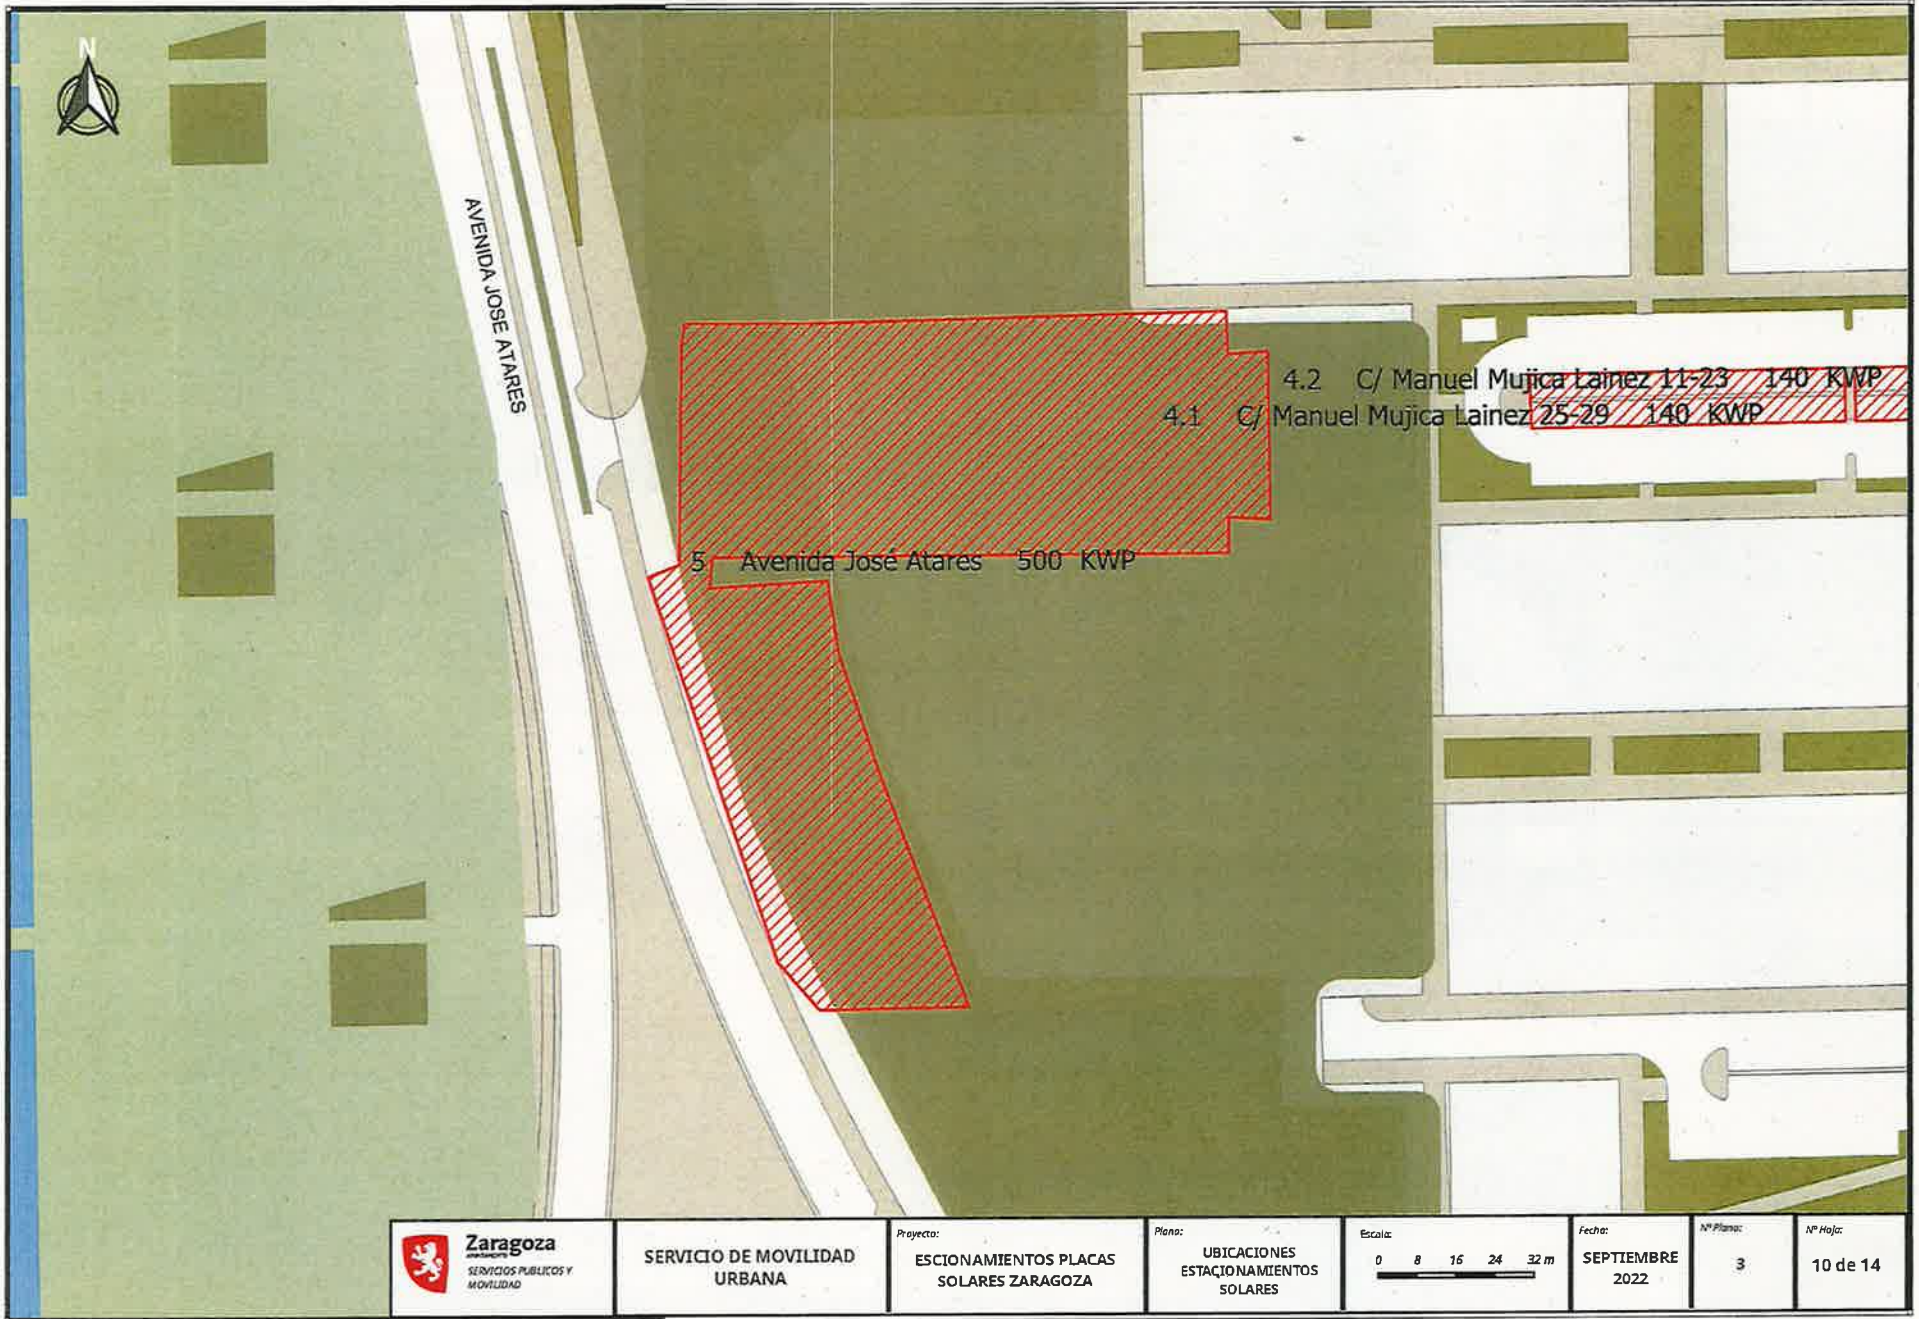 N
AVENIDA JOSE ATARES
4.2 C/ Manuel Mujica Lainez 11-23 140 KWP
4.1 C/ Manuel Mujica Lainez 25-29 140 KWP
5 Avenida José Atares 500 KWP
Zaragoza
SERVICIOS PUBLICOS Y
MOVILIDAD
SERVICIO DE MOVILIDAD
URBANA
Proyecto:
ESCIONAMIENTOS PLACAS
SOLARES ZARAGOZA
Plano:
UBICACIONES
ESTACIONAMIENTOS
SOLARES
Escala:
0 8 16 24 32 m
Fecha:
SEPTIEMBRE
2022
Nº Plano:
3
Nº Hoja:
10 de 14